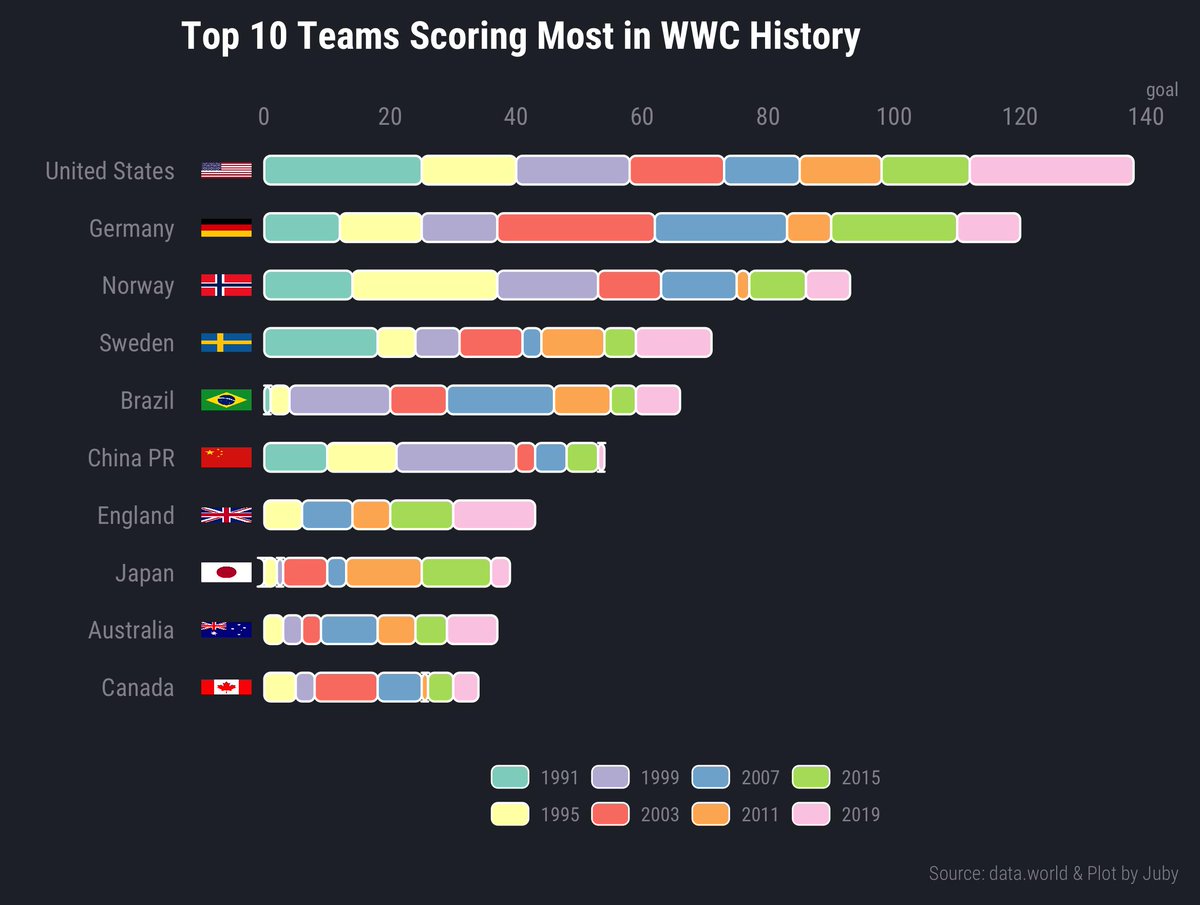 Top 10 Teams Scoring Most in WWC History
goal
0 20 40 60 80 100 120 140
United States
Germany
Norway
Sweden
Brazil
China PR
England
Japan
Australia
Canada
1991 1999 2007 2015
1995 2003 2011 2019
Source: data.world & Plot by Juby